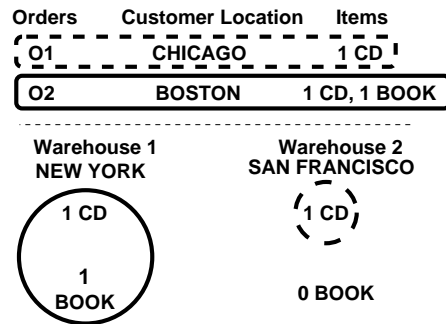 Orders Customer Location Items
O1 CHICAGO 1 CD
O2 BOSTON 1 CD, 1 BOOK
Warehouse 1
NEW YORK
1 CD
1
BOOK
Warehouse 2
SAN FRANCISCO
1 CD
0 BOOK